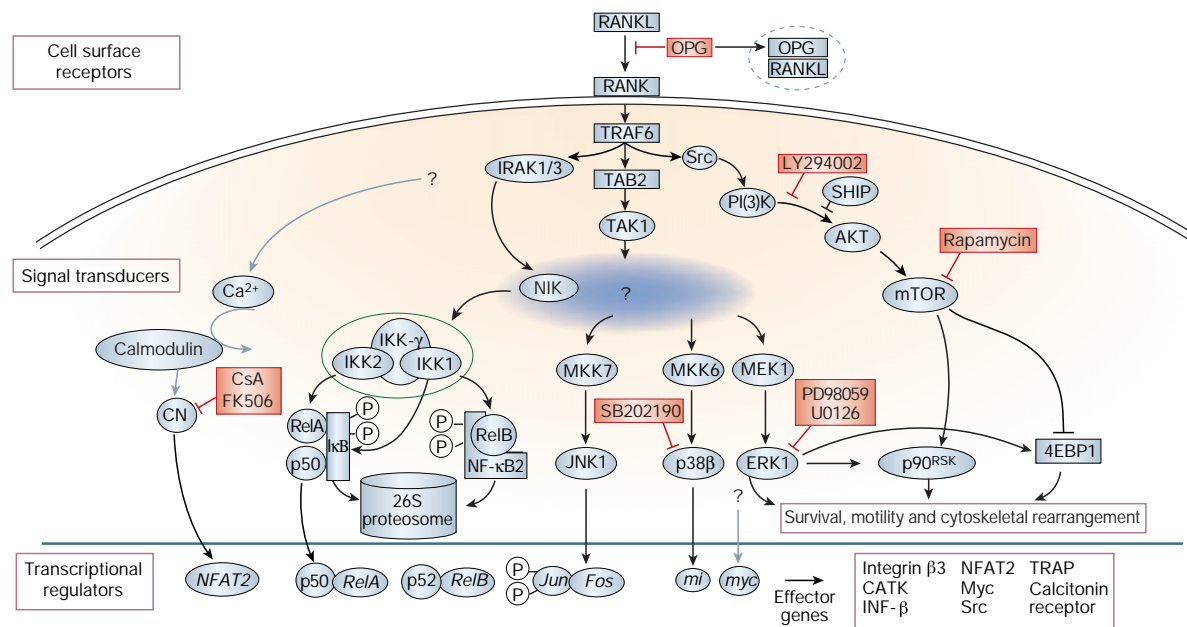 RANKL
Cell surface
receptors
OPG
OPG
RANKL
RANK
TRAF6
IRAK1/3
TAB2
Src
LY294002
?
PI(3)K
SHIP
TAK1
AKT
Rapamycin
Signal transducers
Ca2+
NIK
?
mTOR
Calmodulin
IKK-γ
IKK2
IKK1
MKK7
MKK6
MEK1
CsA
FK506
PD98059
U0126
SB202190
CN
P
P
RelA
IκB
p50
P
P
RelB
NF-κB2
JNK1
p38β
ERK1
p90RSK
4EBP1
26S
proteosome
?
Survival, motility and cytoskeletal rearrangement
Transcriptional
regulators
NFAT2
p50
RelA
p52
RelB
P
P
Jun
Fos
mi
myc
Effector
genes
Integrin β3 NFAT2 TRAP
CATK Myc Calcitonin
INF-β Src receptor